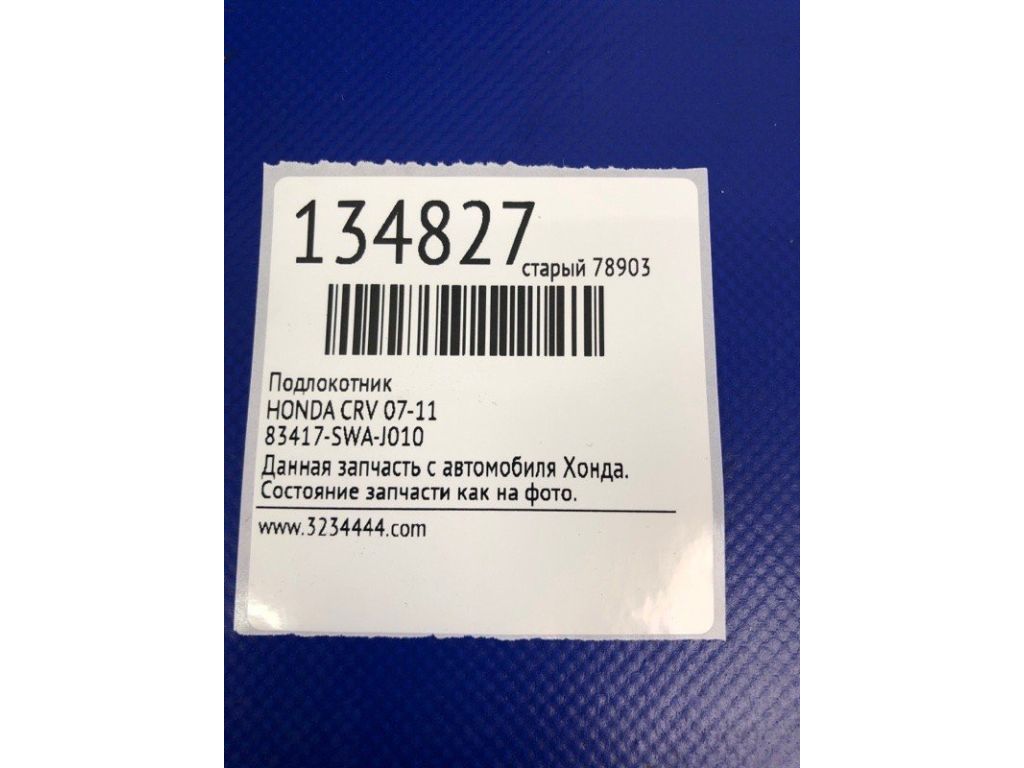 134827
старый 78903
Подлокотник
HONDA CRV 07-11
83417-SWA-J010
Данная запчасть с автомобиля Хонда.
Состояние запчасти как на фото.
www.3234444.com